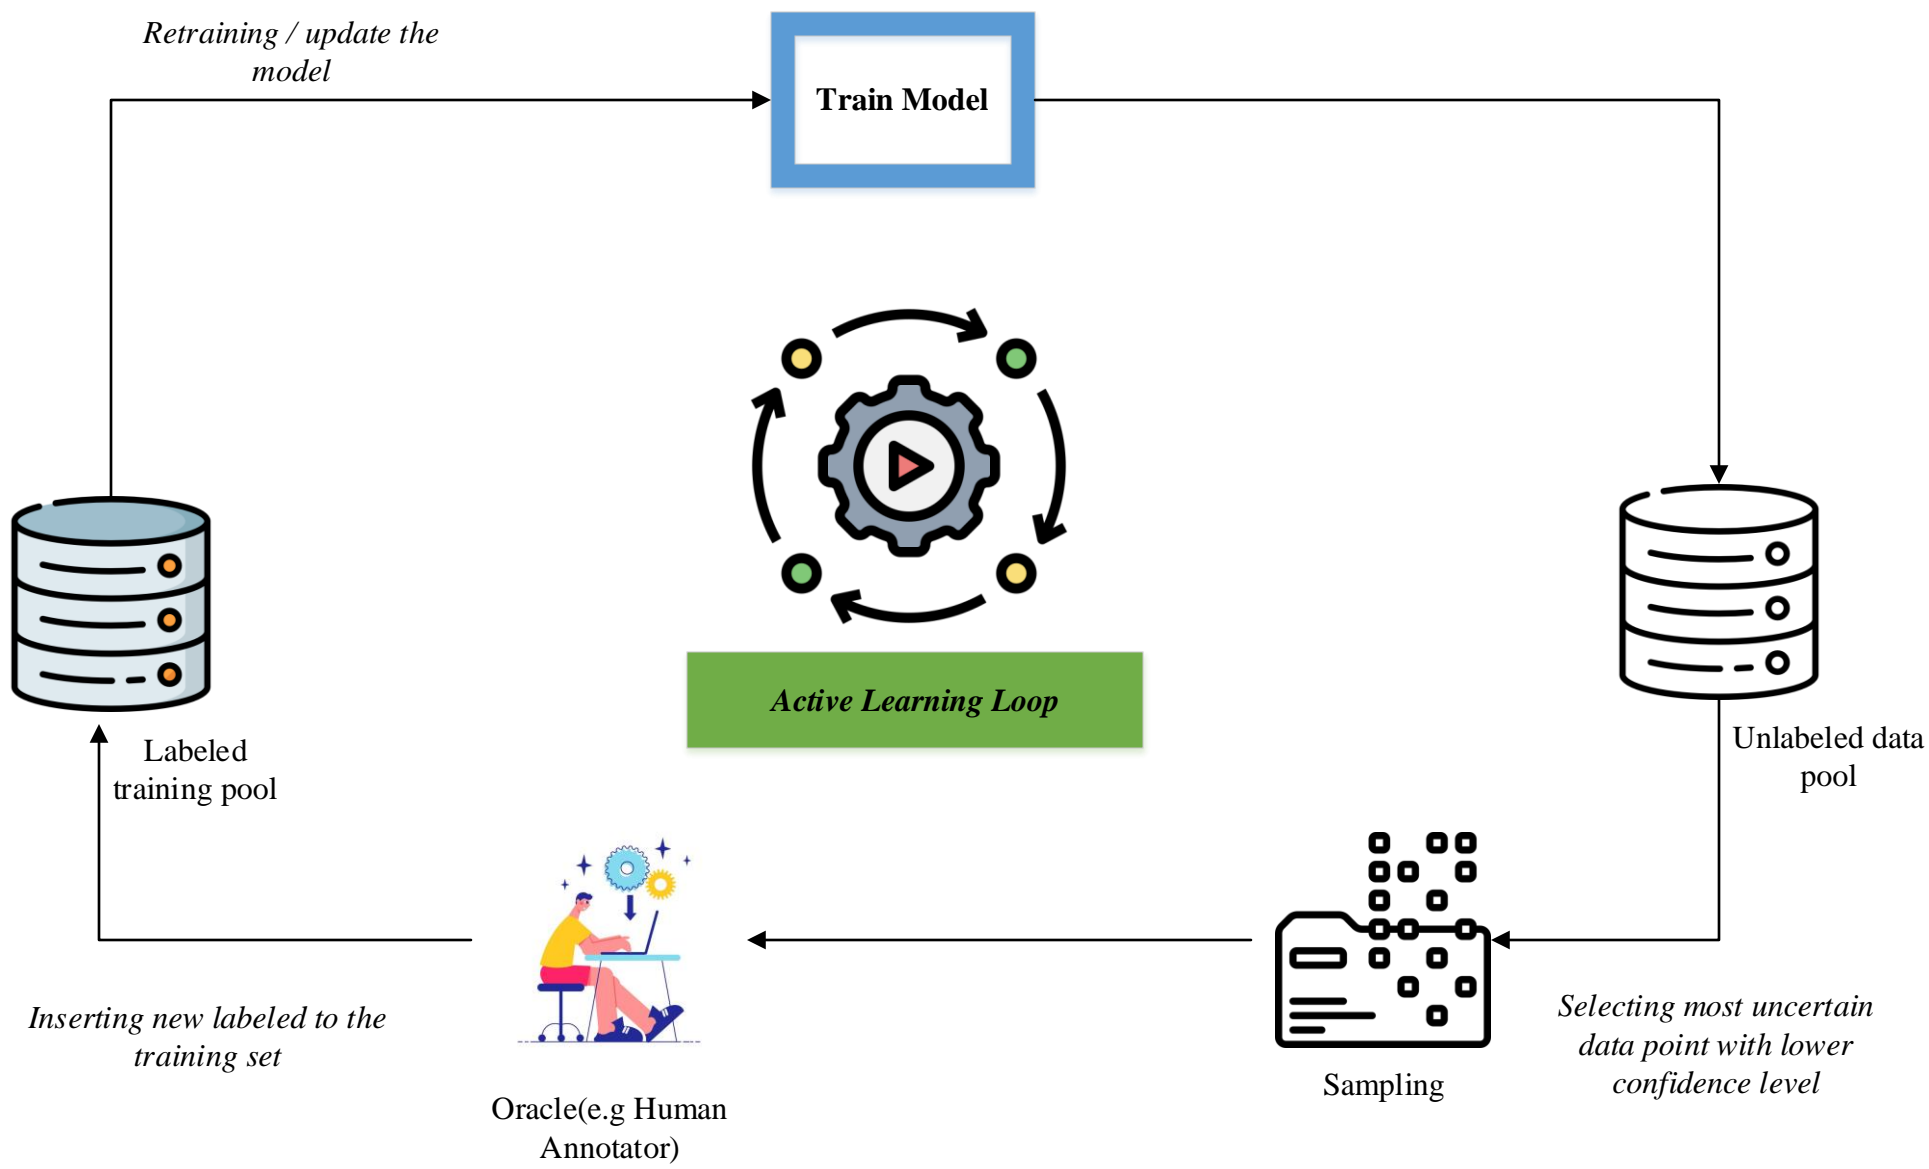 Retraining / update the
model
Train Model
Active Learning Loop
Labeled
training pool
Unlabeled data
pool
Inserting new labeled to the
training set
Oracle(e.g Human
Annotator)
Sampling
Selecting most uncertain
data point with lower
confidence level